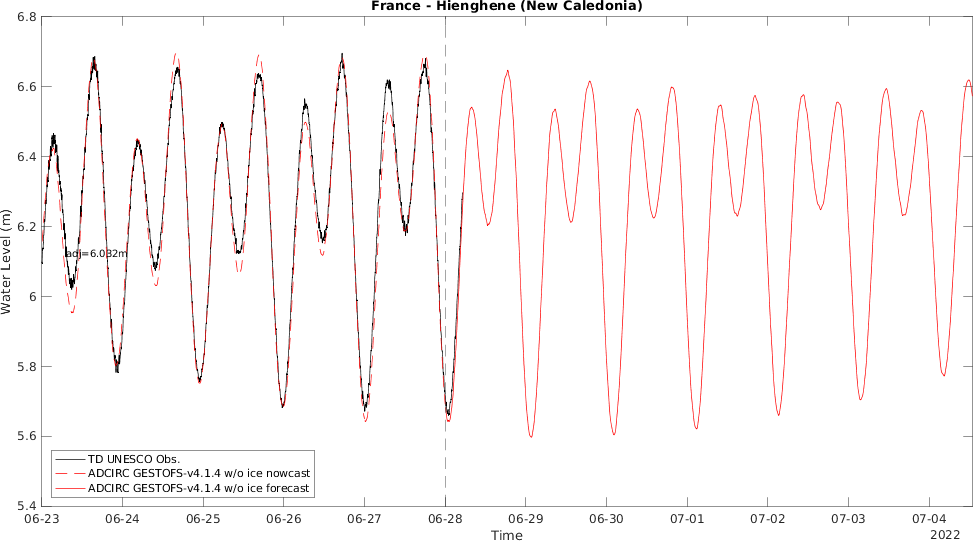 France - Hienghene (New Caledonia)
6.8
6.6
6.4
6.2
6
5.8
5.6
5.4
Water Level (m)
adj=6.032m
TD UNESCO Obs.
ADCIRC GESTOFS-v4.1.4 w/o ice nowcast
ADCIRC GESTOFS-v4.1.4 w/o ice forecast
06-23 06-24 06-25 06-26 06-27 06-28 06-29 06-30 07-01 07-02 07-03 07-04
Time
2022